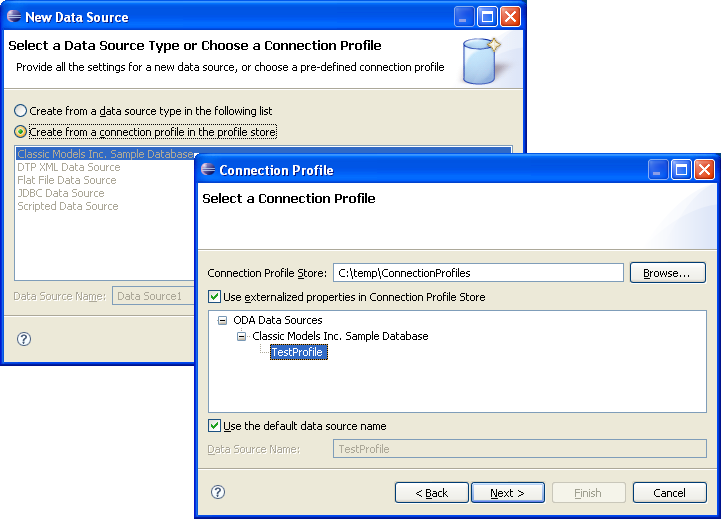 New Data Source
Select a Data Source Type or Choose a Connection Profile
Provide all the settings for a new data source, or choose a pre-defined connection profile
Create from a data source type in the following list
Create from a connection profile in the profile store
Classic Models Inc. Sample Database
DTP XML Data Source
Flat File Data Source
JDBC Data Source
Scripted Data Source
Data Source Name: Data Source1
Connection Profile
Select a Connection Profile
Connection Profile Store: C:\temp\ConnectionProfiles Browse...
Use externalized properties in Connection Profile Store
ODA Data Sources
Classic Models Inc. Sample Database
TestProfile
Use the default data source name
Data Source Name: TestProfile
< Back Next > Finish Cancel